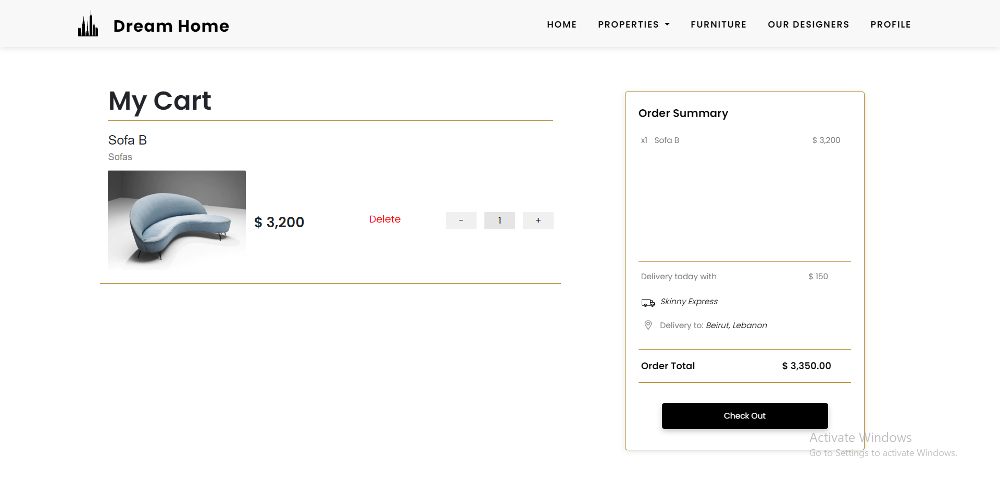 Dream Home
HOME
PROPERTIES
FURNITURE
OUR DESIGNERS
PROFILE
My Cart
Sofa B
Sofas
$ 3,200
Delete
-
1
+
Order Summary
x1 Sofa B $ 3,200
Delivery today with $ 150
Skinny Express
Delivery to: Beirut, Lebanon
Order Total $ 3,350.00
Check Out
Activate Windows
Go to Settings to activate Windows.